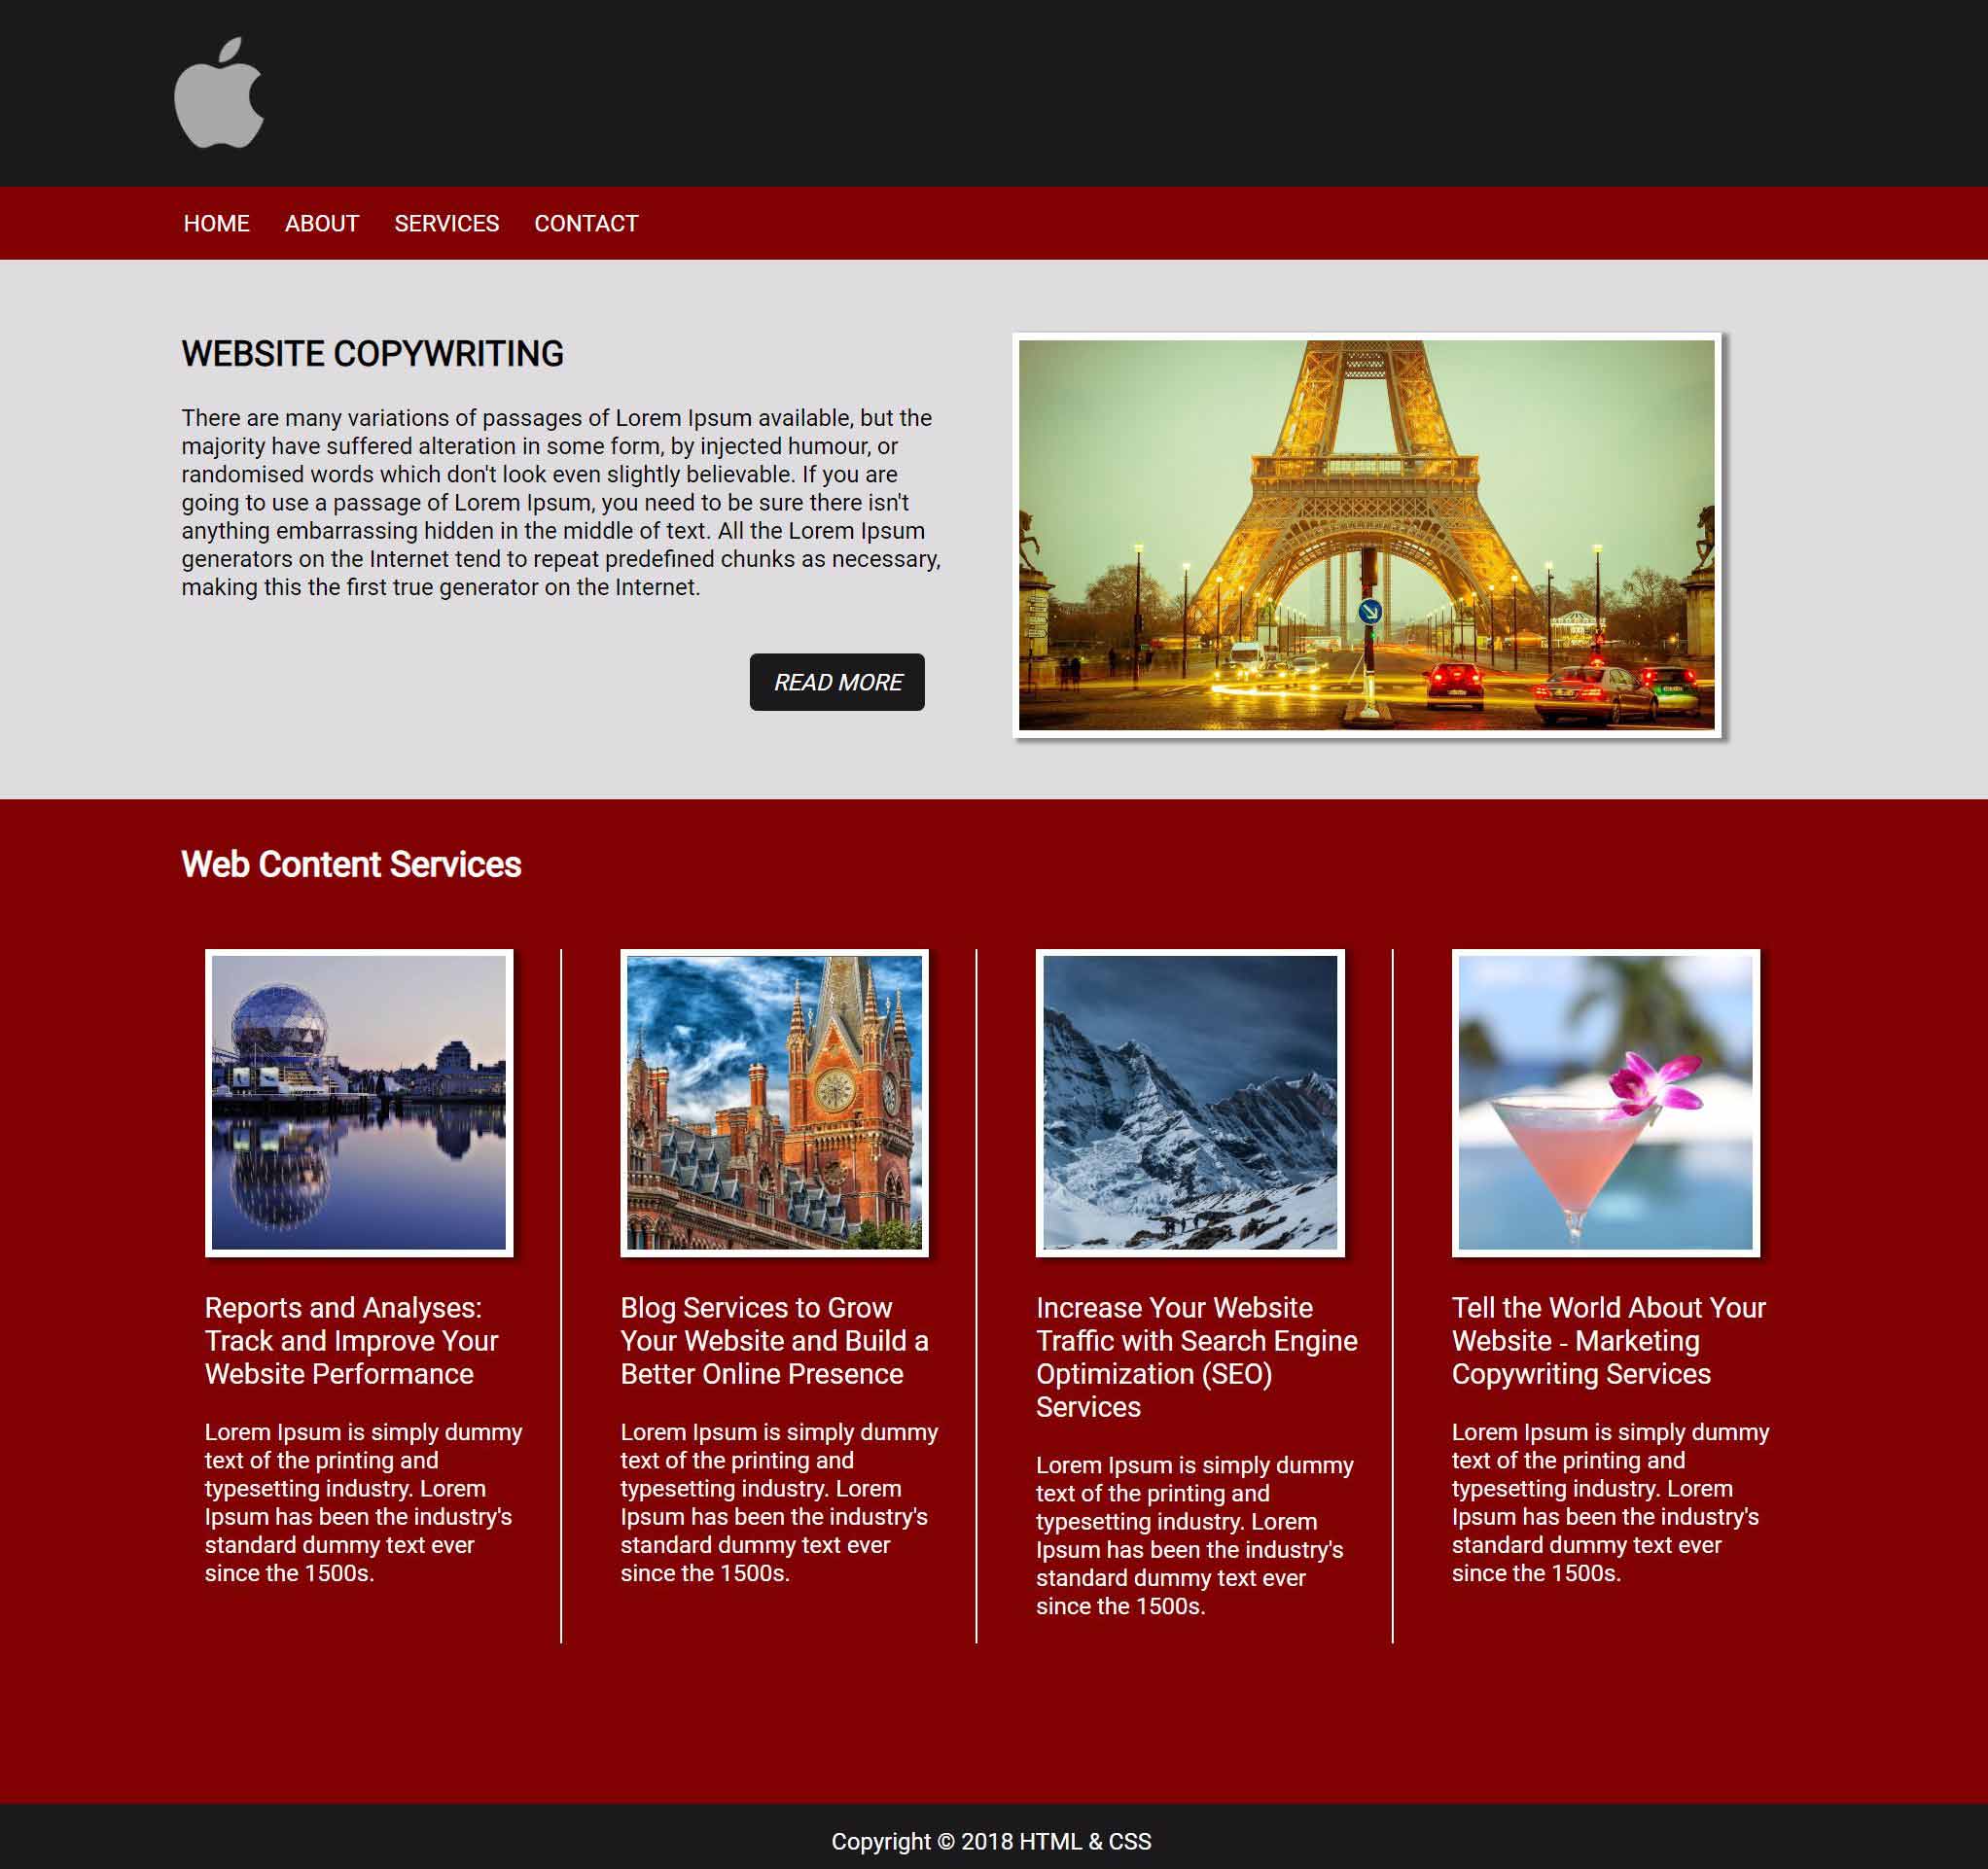 HOME ABOUT SERVICES CONTACT
WEBSITE COPYWRITING
There are many variations of passages of Lorem Ipsum available, but the
majority have suffered alteration in some form, by injected humour, or
randomised words which don't look even slightly believable. If you are
going to use a passage of Lorem Ipsum, you need to be sure there isn't
anything embarrassing hidden in the middle of text. All the Lorem Ipsum
generators on the Internet tend to repeat predefined chunks as necessary,
making this the first true generator on the Internet.
READ MORE
Web Content Services
Reports and Analyses:
Track and Improve Your
Website Performance
Lorem Ipsum is simply dummy
text of the printing and
typesetting industry. Lorem
Ipsum has been the industry's
standard dummy text ever
since the 1500s.
Blog Services to Grow
Your Website and Build a
Better Online Presence
Lorem Ipsum is simply dummy
text of the printing and
typesetting industry. Lorem
Ipsum has been the industry's
standard dummy text ever
since the 1500s.
Increase Your Website
Traffic with Search Engine
Optimization (SEO)
Services
Lorem Ipsum is simply dummy
text of the printing and
typesetting industry. Lorem
Ipsum has been the industry's
standard dummy text ever
since the 1500s.
Tell the World About Your
Website - Marketing
Copywriting Services
Lorem Ipsum is simply dummy
text of the printing and
typesetting industry. Lorem
Ipsum has been the industry's
standard dummy text ever
since the 1500s.
Copyright © 2018 HTML & CSS